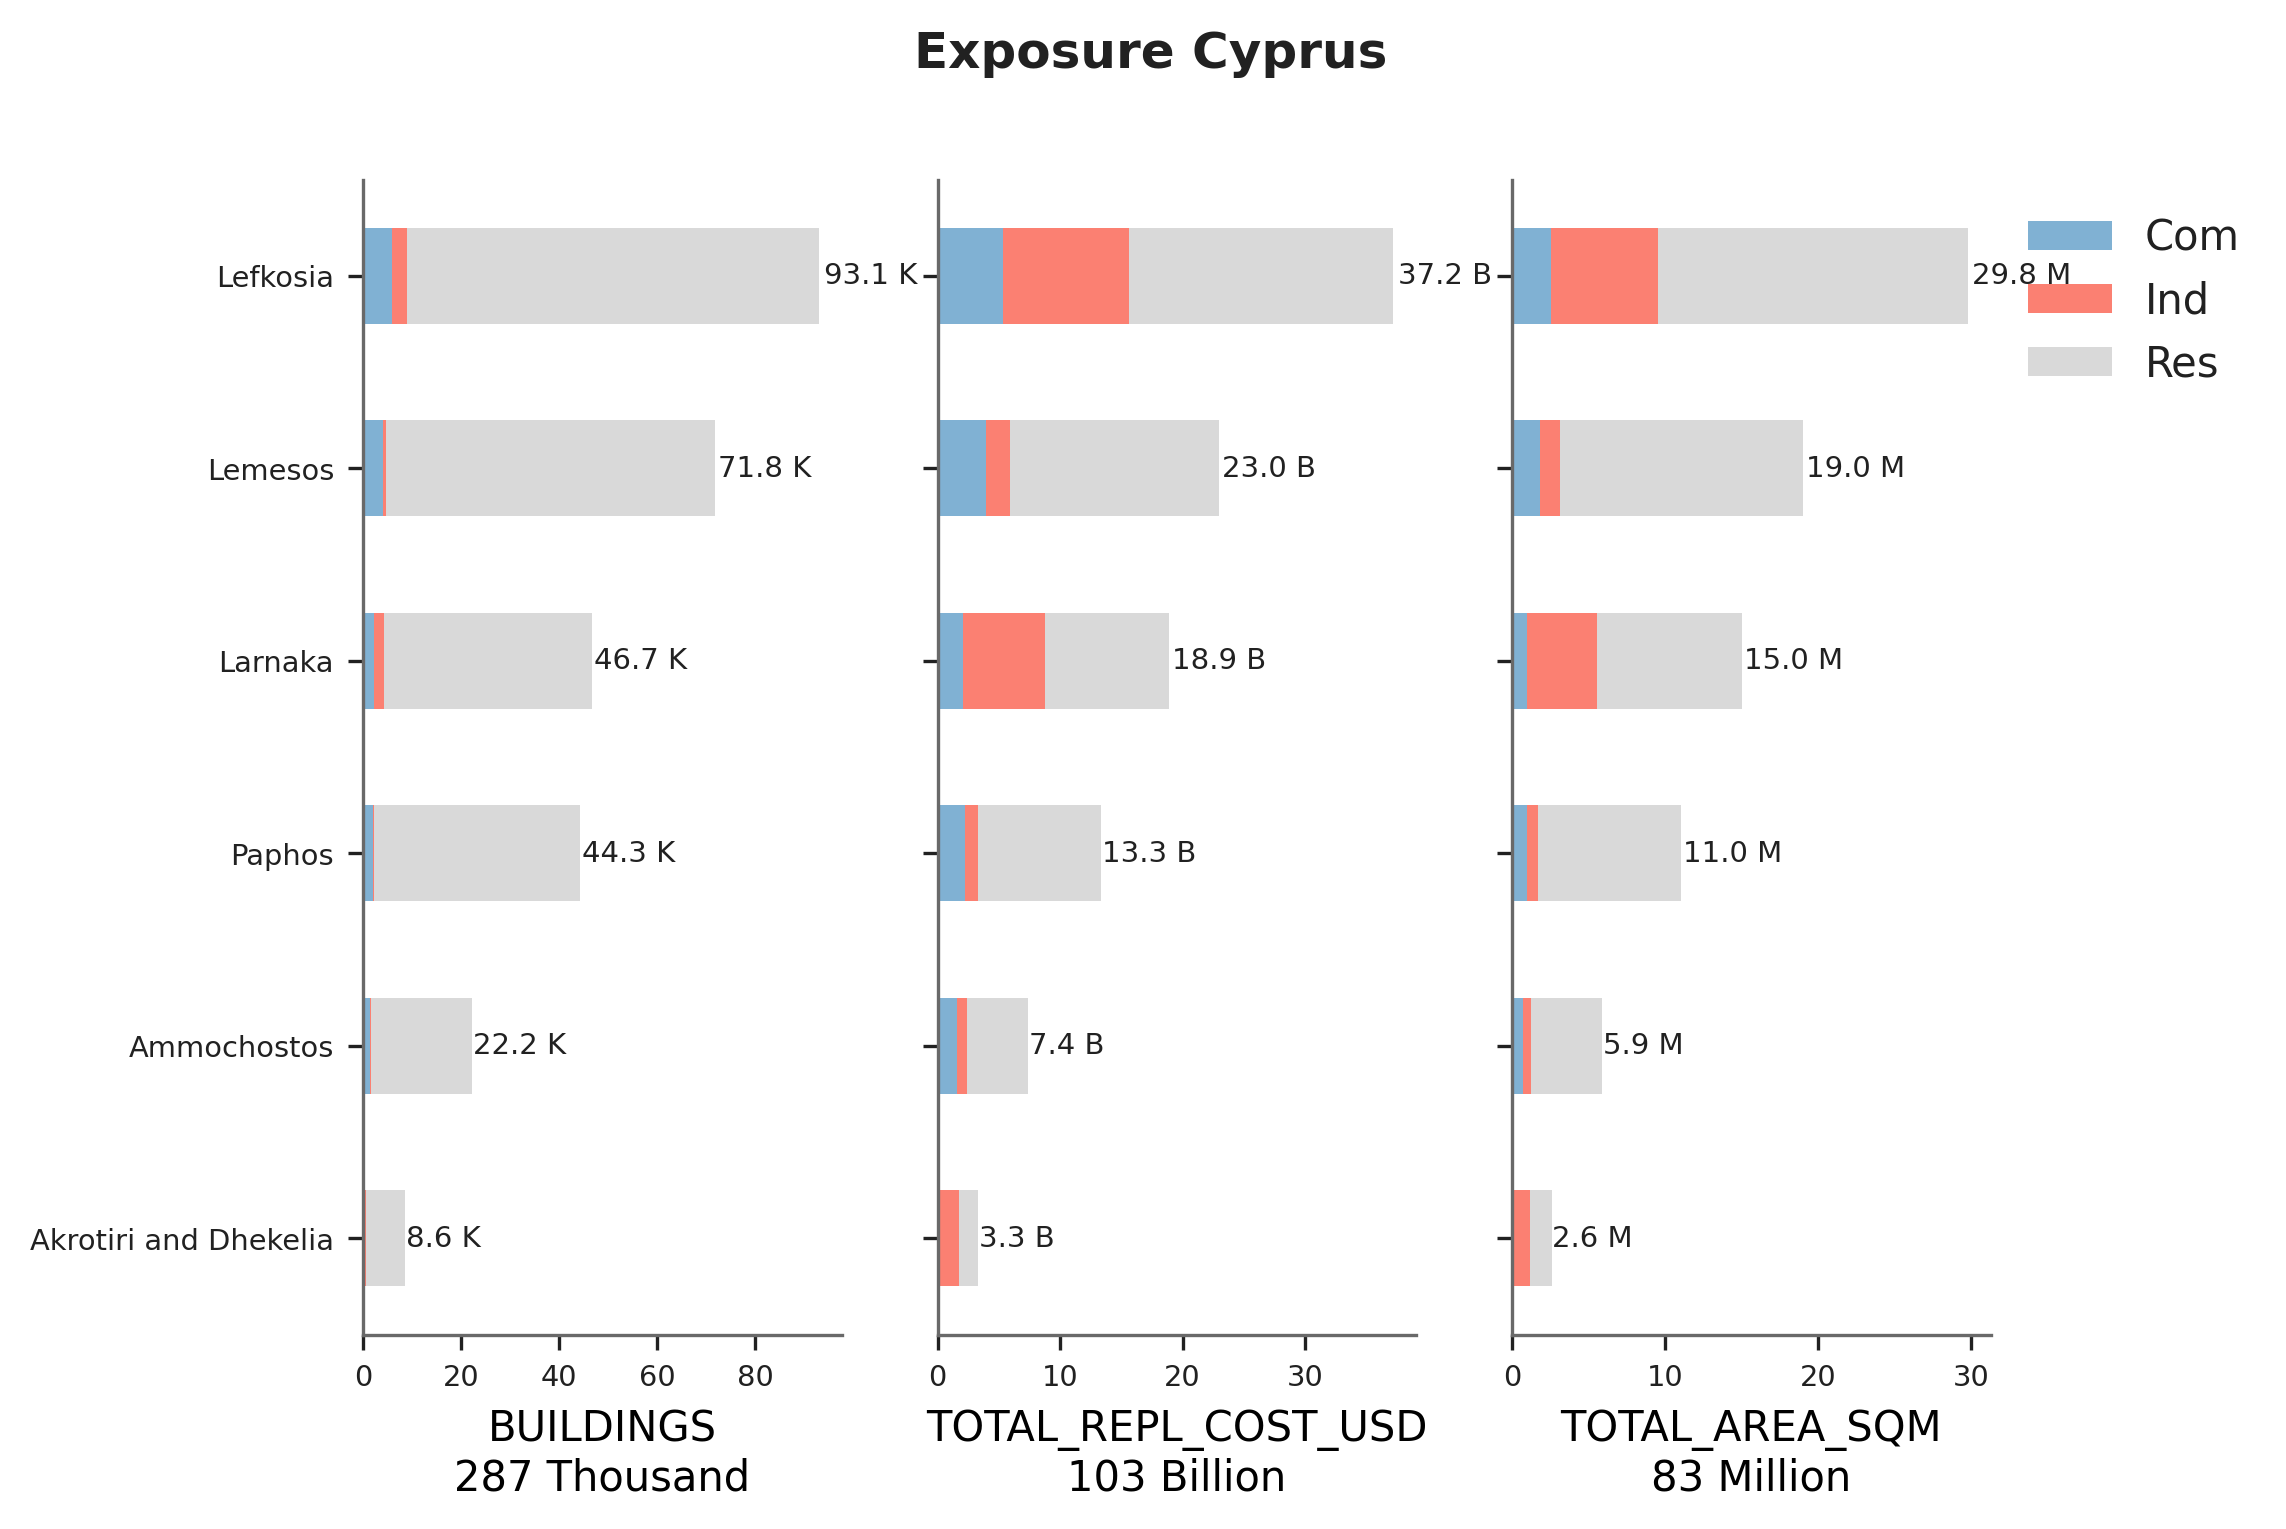 Exposure Cyprus
Lefkosia
Lemesos
Larnaka
Paphos
Ammochostos
Akrotiri and Dhekelia
93.1 K
71.8 K
46.7 K
44.3 K
22.2 K
8.6 K
0 20 40 60 80
BUILDINGS
287 Thousand
37.2 B
23.0 B
18.9 B
13.3 B
7.4 B
3.3 B
0 10 20 30
TOTAL_REPL_COST_USD
103 Billion
29.8 M
19.0 M
15.0 M
11.0 M
5.9 M
2.6 M
0 10 20 30
TOTAL_AREA_SQM
83 Million
Com
Ind
Res